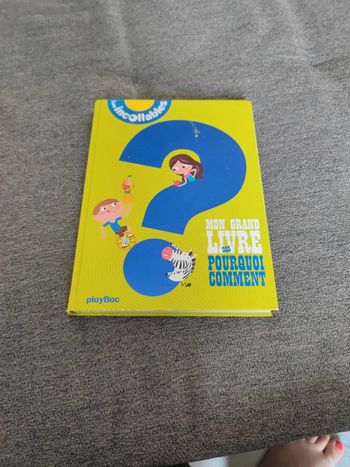 les incollables
MON GRAND
LIVRE
DES
POURQUOI
COMMENT
playBac